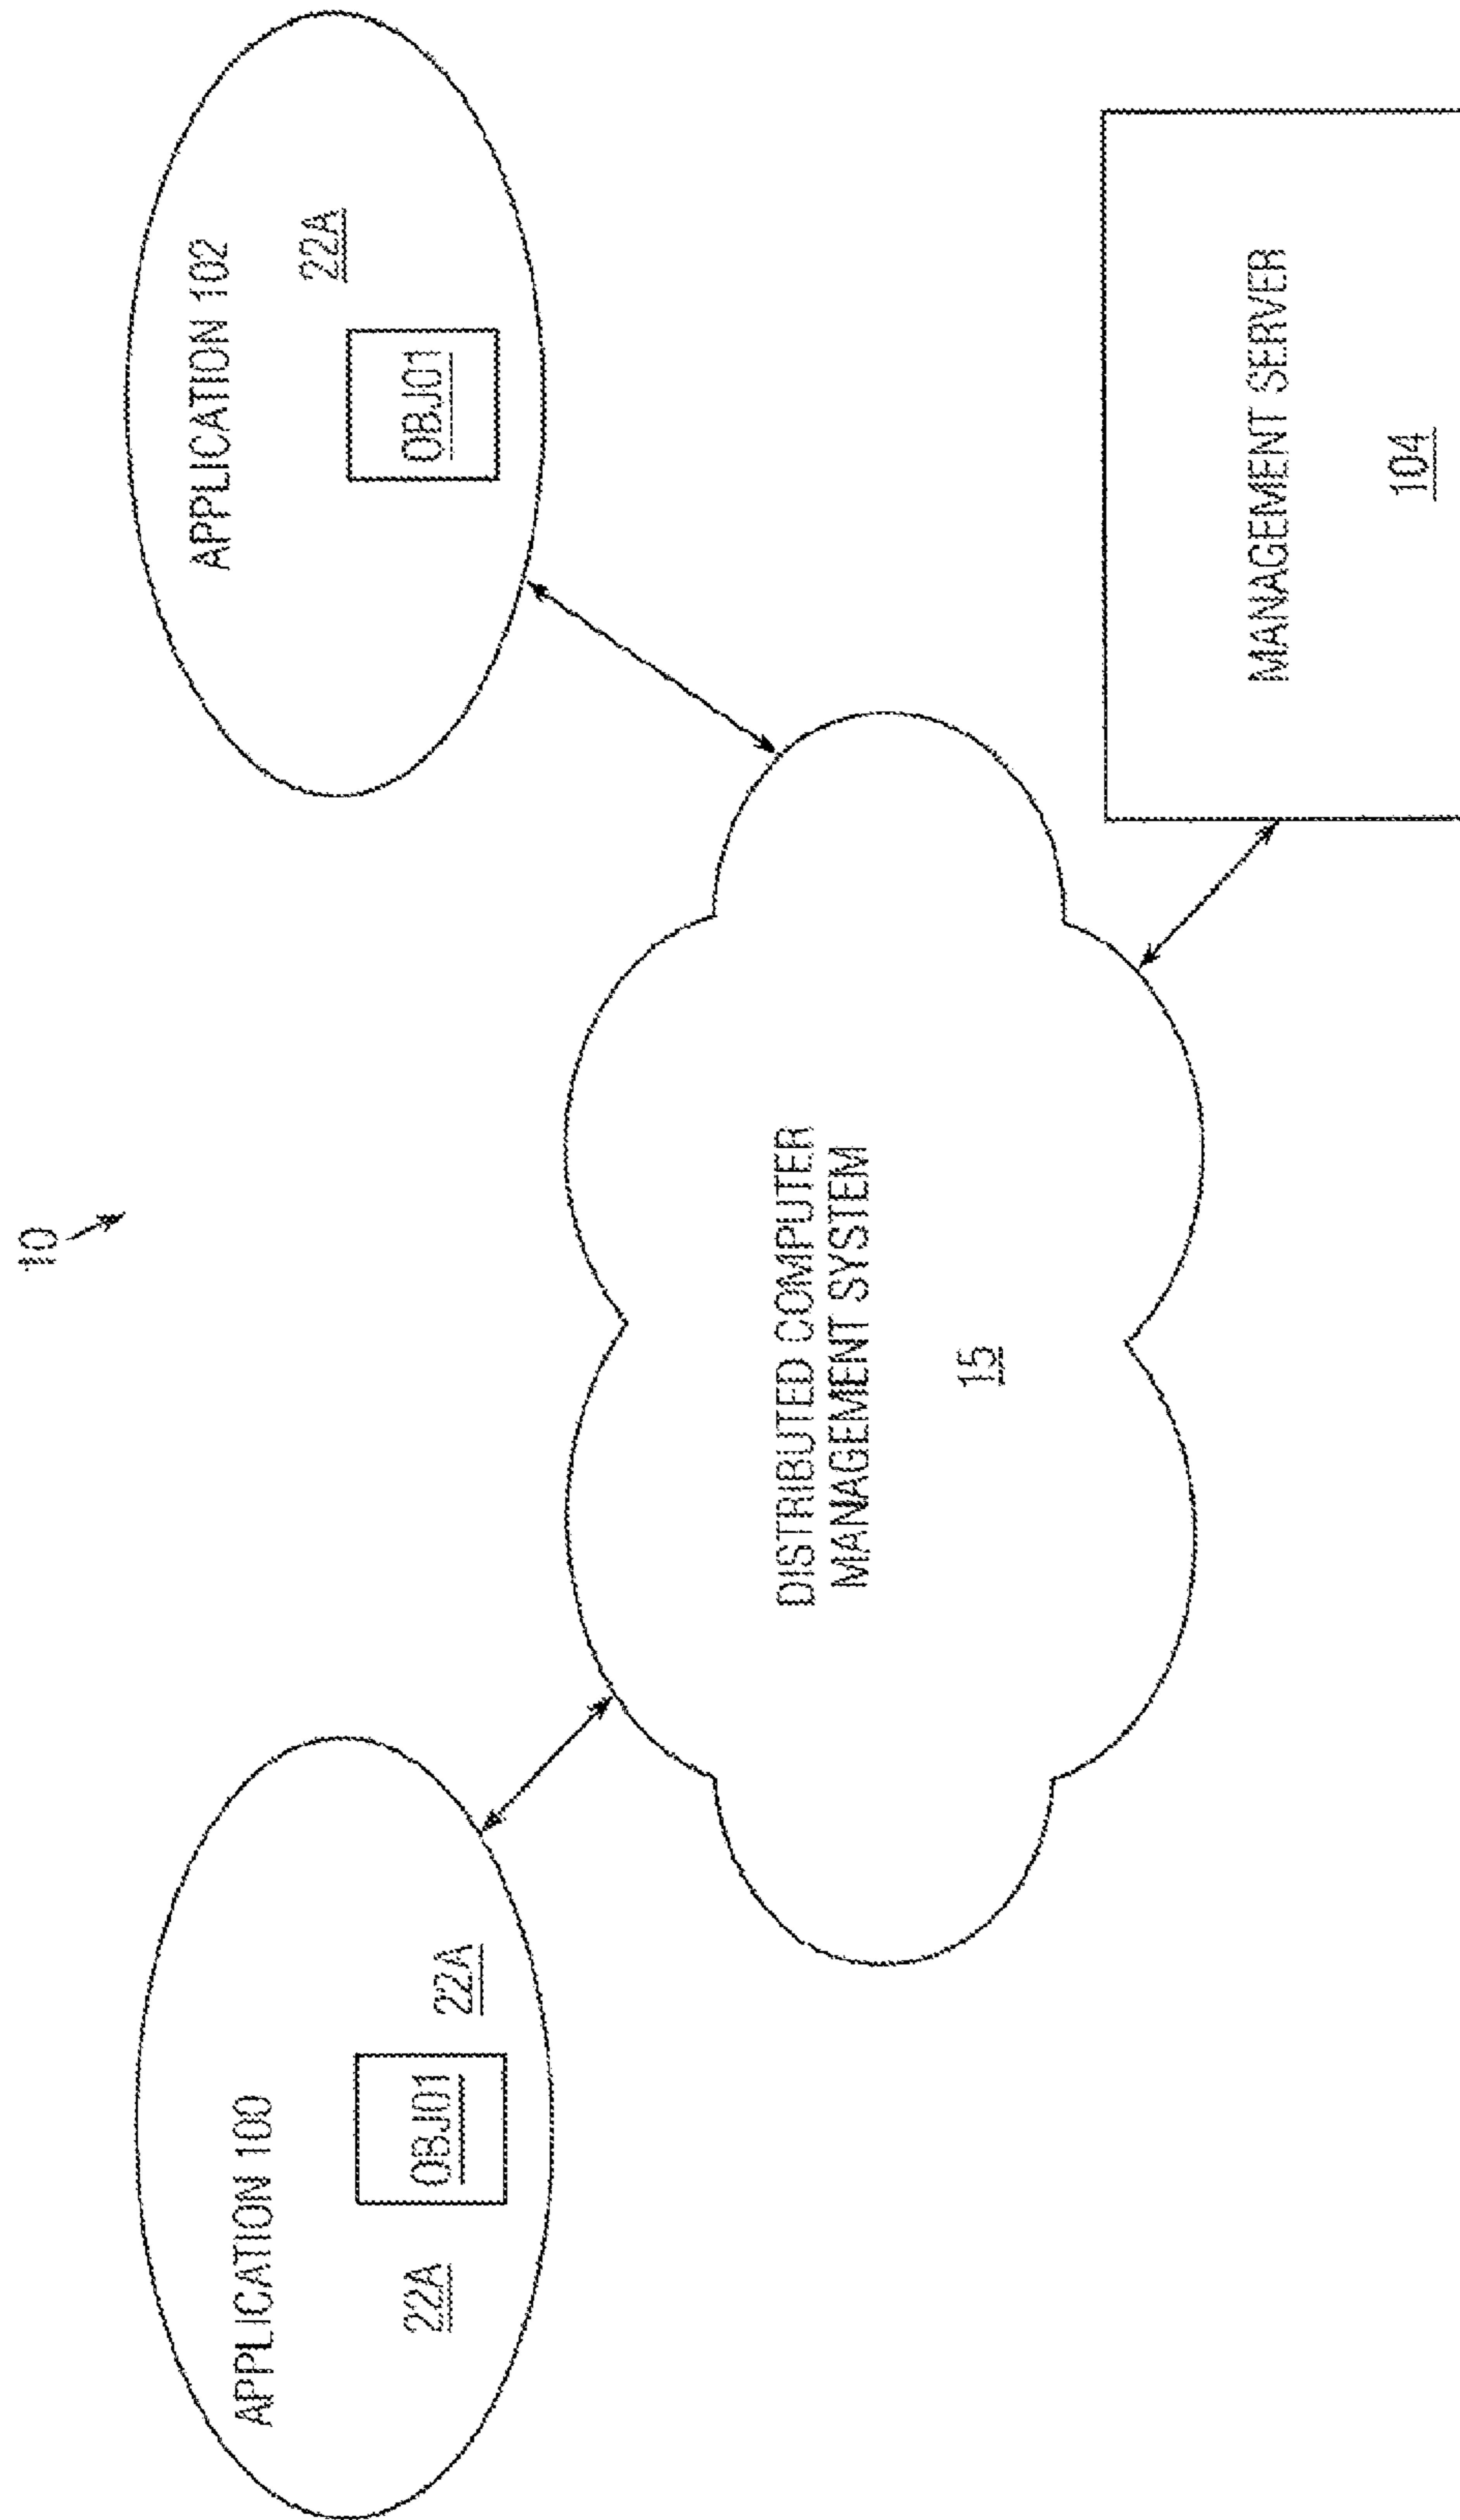 10
APPLICATION 100
22A
OBJ01
22A
APPLICATION 102
22A
OBJ01
DISTRIBUTED COMPUTER
MANAGEMENT SYSTEM
15
MANAGEMENT SERVER
104